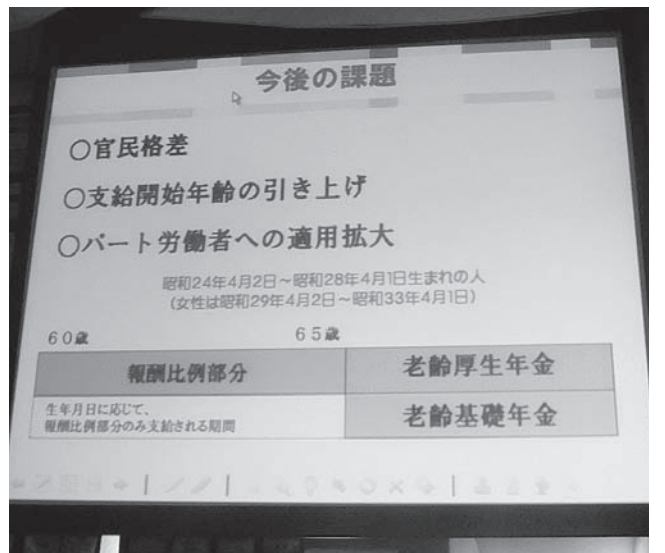 今後の課題
○官民格差
○支給開始年齢の引き上げ
○パート労働者への適用拡大
昭和24年4月2日～昭和28年4月1日生まれの人
（女性は昭和29年4月2日～昭和33年4月1日）
60歳 65歳
報酬比例部分 老齢厚生年金
生年月日に応じて、
報酬比例部分のみ支給される期間
老齢基礎年金